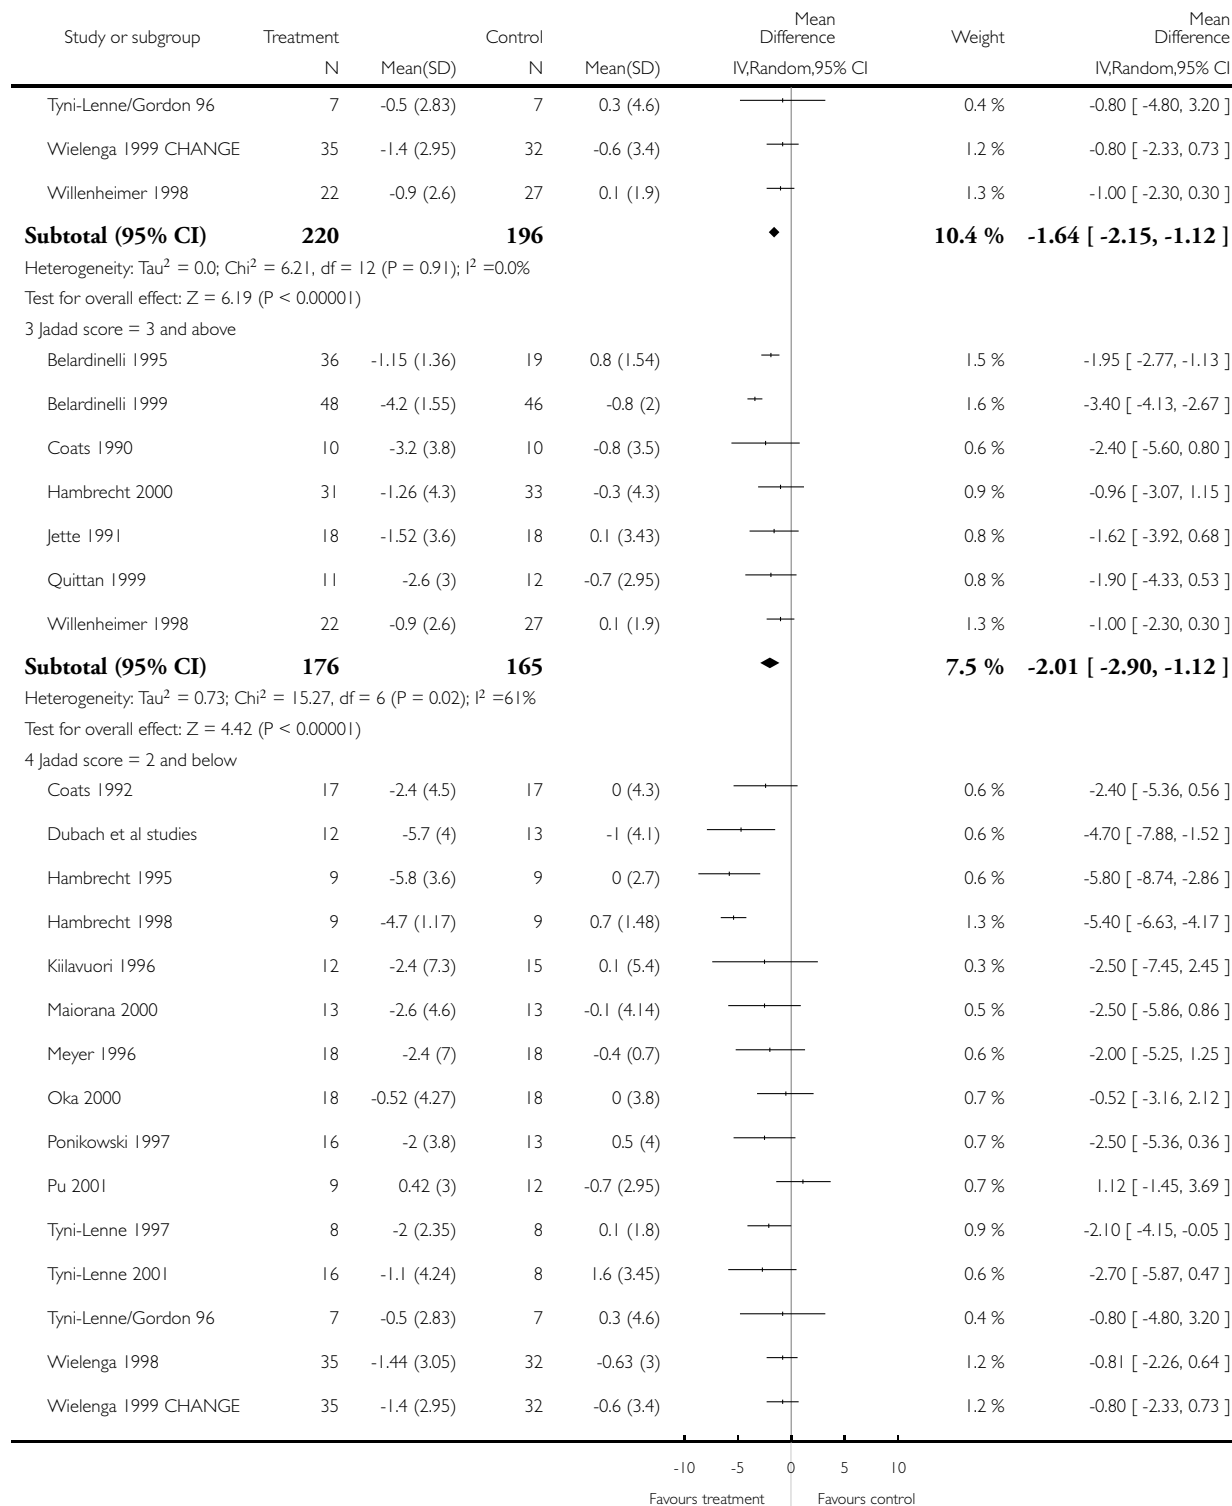 Study or subgroup Treatment Control Mean Difference Weight Mean Difference
N Mean(SD) N Mean(SD) IV,Random,95% CI IV,Random,95% CI
Tyni-Lenne/Gordon 96 7 -0.5 (2.83) 7 0.3 (4.6) 0.4 % -0.80 [ -4.80, 3.20 ]
Wielenga 1999 CHANGE 35 -1.4 (2.95) 32 -0.6 (3.4) 1.2 % -0.80 [ -2.33, 0.73 ]
Willenheimer 1998 22 -0.9 (2.6) 27 0.1 (1.9) 1.3 % -1.00 [ -2.30, 0.30 ]
Subtotal (95% CI) 220 196 10.4 % -1.64 [ -2.15, -1.12 ]
Heterogeneity: Tau² = 0.0; Chi² = 6.21, df = 12 (P = 0.91); I² =0.0%
Test for overall effect: Z = 6.19 (P < 0.00001)
3 Jadad score = 3 and above
Belardinelli 1995 36 -1.15 (1.36) 19 0.8 (1.54) 1.5 % -1.95 [ -2.77, -1.13 ]
Belardinelli 1999 48 -4.2 (1.55) 46 -0.8 (2) 1.6 % -3.40 [ -4.13, -2.67 ]
Coats 1990 10 -3.2 (3.8) 10 -0.8 (3.5) 0.6 % -2.40 [ -5.60, 0.80 ]
Hambrecht 2000 31 -1.26 (4.3) 33 -0.3 (4.3) 0.9 % -0.96 [ -3.07, 1.15 ]
Jette 1991 18 -1.52 (3.6) 18 0.1 (3.43) 0.8 % -1.62 [ -3.92, 0.68 ]
Quittan 1999 11 -2.6 (3) 12 -0.7 (2.95) 0.8 % -1.90 [ -4.33, 0.53 ]
Willenheimer 1998 22 -0.9 (2.6) 27 0.1 (1.9) 1.3 % -1.00 [ -2.30, 0.30 ]
Subtotal (95% CI) 176 165 7.5 % -2.01 [ -2.90, -1.12 ]
Heterogeneity: Tau² = 0.73; Chi² = 15.27, df = 6 (P = 0.02); I² =61%
Test for overall effect: Z = 4.42 (P < 0.00001)
4 Jadad score = 2 and below
Coats 1992 17 -2.4 (4.5) 17 0 (4.3) 0.6 % -2.40 [ -5.36, 0.56 ]
Dubach et al studies 12 -5.7 (4) 13 -1 (4.1) 0.6 % -4.70 [ -7.88, -1.52 ]
Hambrecht 1995 9 -5.8 (3.6) 9 0 (2.7) 0.6 % -5.80 [ -8.74, -2.86 ]
Hambrecht 1998 9 -4.7 (1.17) 9 0.7 (1.48) 1.3 % -5.40 [ -6.63, -4.17 ]
Kiilavuori 1996 12 -2.4 (7.3) 15 0.1 (5.4) 0.3 % -2.50 [ -7.45, 2.45 ]
Maiorana 2000 13 -2.6 (4.6) 13 -0.1 (4.14) 0.5 % -2.50 [ -5.86, 0.86 ]
Meyer 1996 18 -2.4 (7) 18 -0.4 (0.7) 0.6 % -2.00 [ -5.25, 1.25 ]
Oka 2000 18 -0.52 (4.27) 18 0 (3.8) 0.7 % -0.52 [ -3.16, 2.12 ]
Ponikowski 1997 16 -2 (3.8) 13 0.5 (4) 0.7 % -2.50 [ -5.36, 0.36 ]
Pu 2001 9 0.42 (3) 12 -0.7 (2.95) 0.7 % 1.12 [ -1.45, 3.69 ]
Tyni-Lenne 1997 8 -2 (2.35) 8 0.1 (1.8) 0.9 % -2.10 [ -4.15, -0.05 ]
Tyni-Lenne 2001 16 -1.1 (4.24) 8 1.6 (3.45) 0.6 % -2.70 [ -5.87, 0.47 ]
Tyni-Lenne/Gordon 96 7 -0.5 (2.83) 7 0.3 (4.6) 0.4 % -0.80 [ -4.80, 3.20 ]
Wielenga 1998 35 -1.44 (3.05) 32 -0.63 (3) 1.2 % -0.81 [ -2.26, 0.64 ]
Wielenga 1999 CHANGE 35 -1.4 (2.95) 32 -0.6 (3.4) 1.2 % -0.80 [ -2.33, 0.73 ]
-10 -5 0 5 10
Favours treatment Favours control